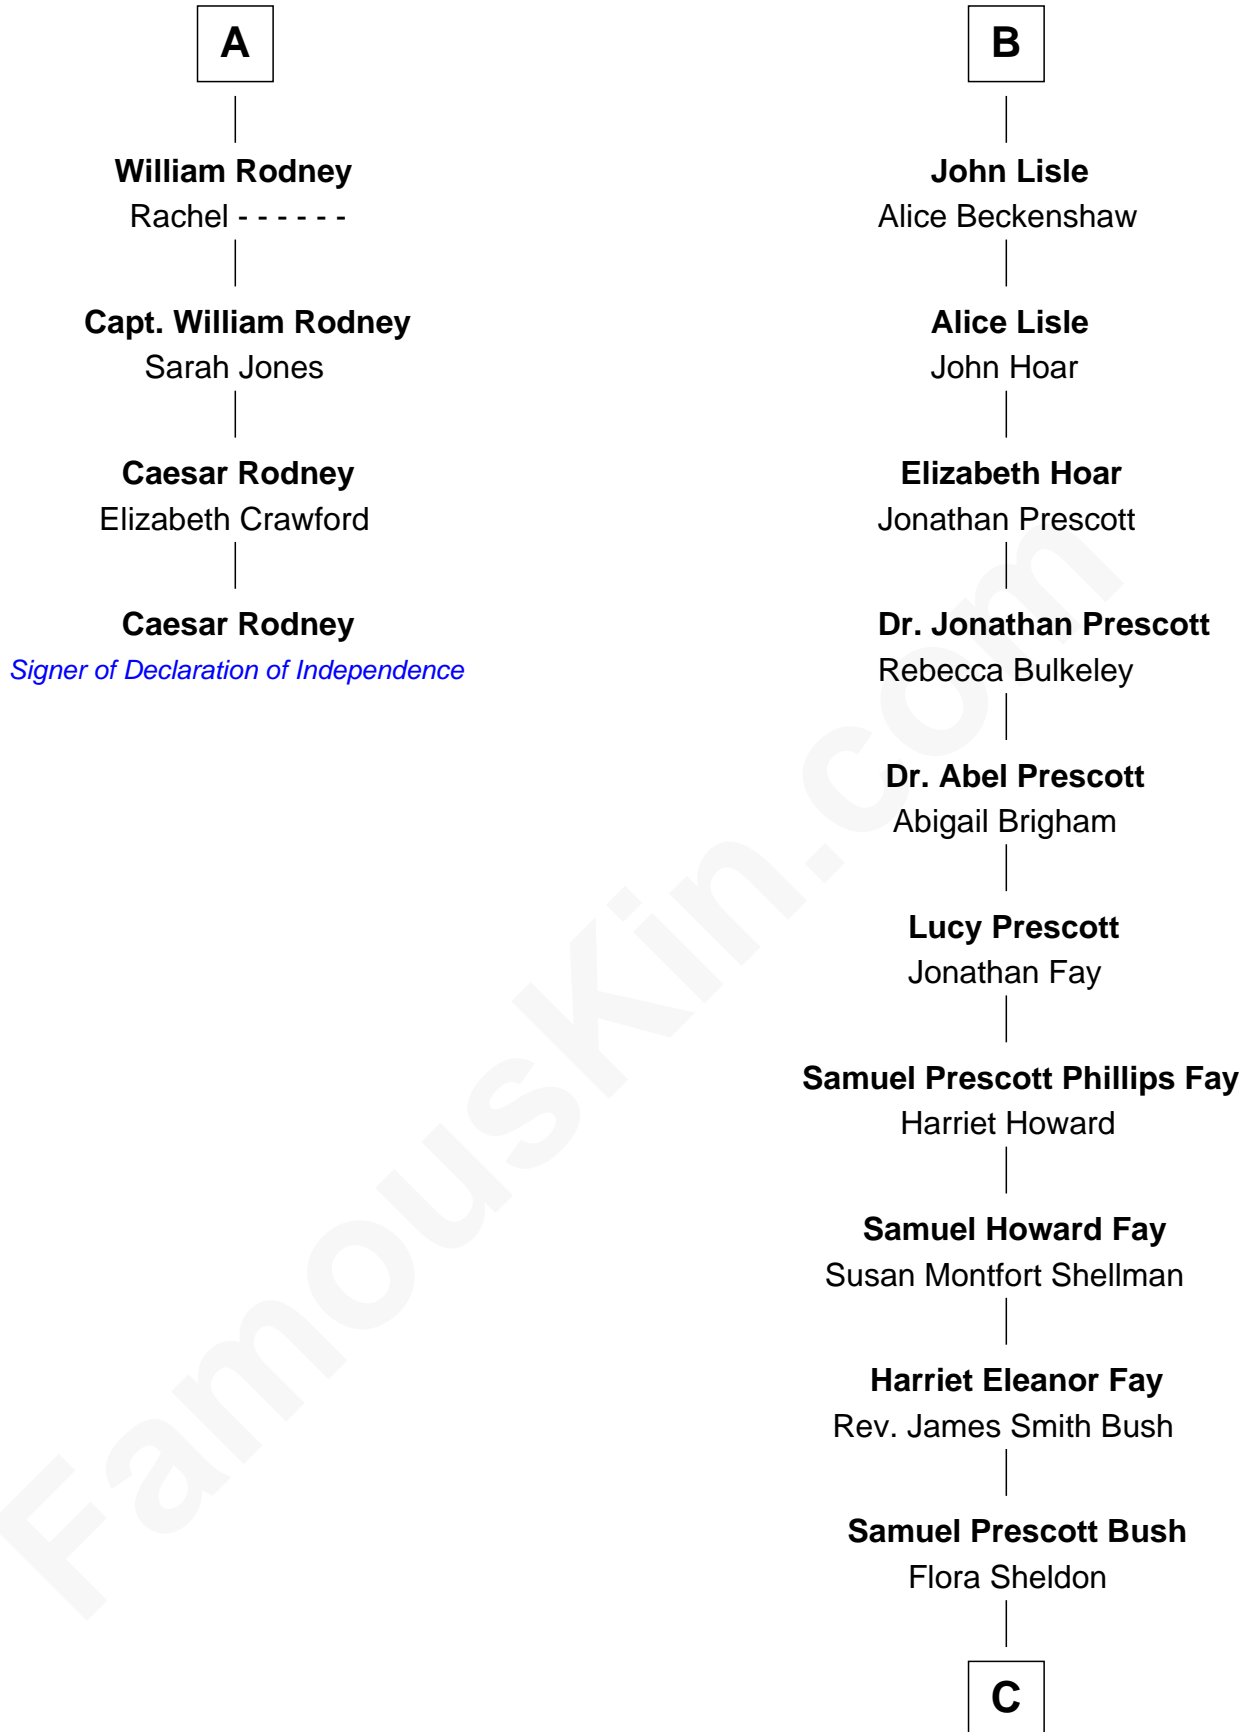 A
William Rodney
Rachel - - - - - -
Capt. William Rodney
Sarah Jones
Caesar Rodney
Elizabeth Crawford
Caesar Rodney
Signer of Declaration of Independence
B
John Lisle
Alice Beckenshaw
Alice Lisle
John Hoar
Elizabeth Hoar
Jonathan Prescott
Dr. Jonathan Prescott
Rebecca Bulkeley
Dr. Abel Prescott
Abigail Brigham
Lucy Prescott
Jonathan Fay
Samuel Prescott Phillips Fay
Harriet Howard
Samuel Howard Fay
Susan Montfort Shellman
Harriet Eleanor Fay
Rev. James Smith Bush
Samuel Prescott Bush
Flora Sheldon
C
FamousKin.com